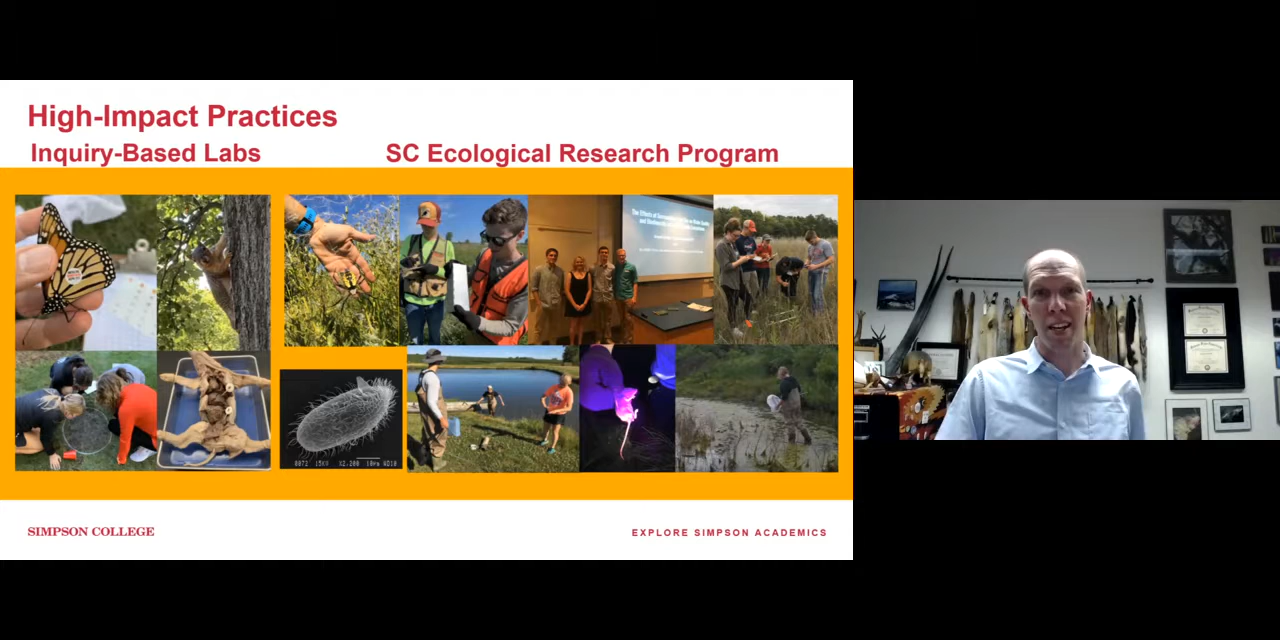 High-Impact Practices
Inquiry-Based Labs
SC Ecological Research Program
SIMPSON COLLEGE
EXPLORE SIMPSON ACADEMICS